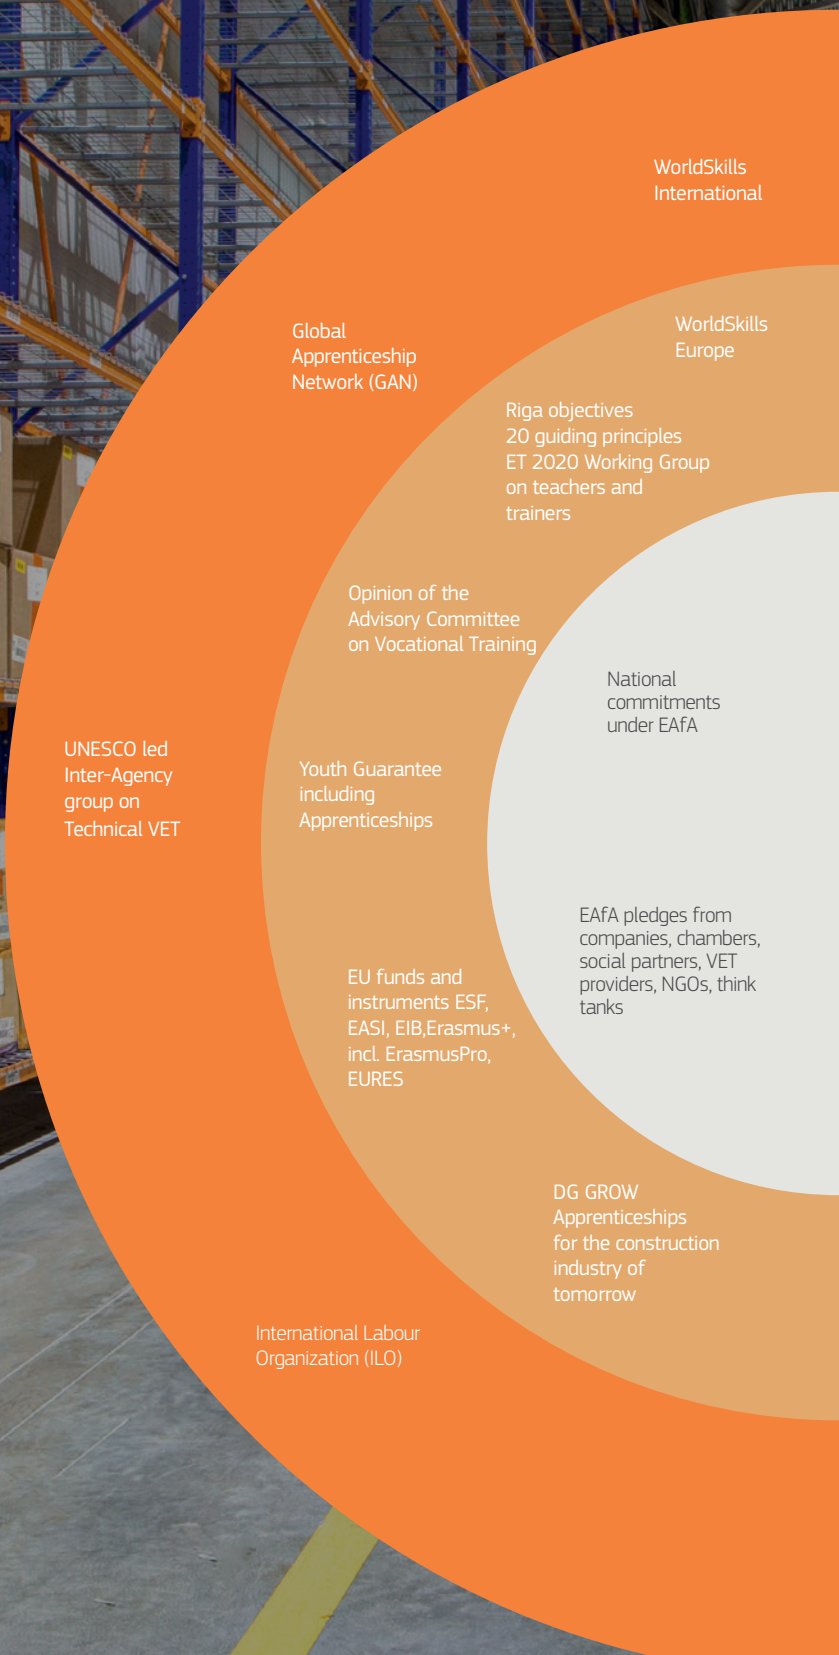 WorldSkills
International
WorldSkills
Europe
Global
Apprenticeship
Network (GAN)
Riga objectives
20 guiding principles
ET 2020 Working Group
on teachers and
trainers
Opinion of the
Advisory Committee
on Vocational Training
National
commitments
under EAfA
UNESCO led
Inter-Agency
group on
Technical VET
Youth Guarantee
including
Apprenticeships
EAfA pledges from
companies, chambers,
social partners, VET
providers, NGOs, think
tanks
EU funds and
instruments ESF,
EASI, EIB,Erasmus+,
incl. ErasmusPro,
EURES
DG GROW
Apprenticeships
for the construction
industry of
tomorrow
International Labour
Organization (ILO)